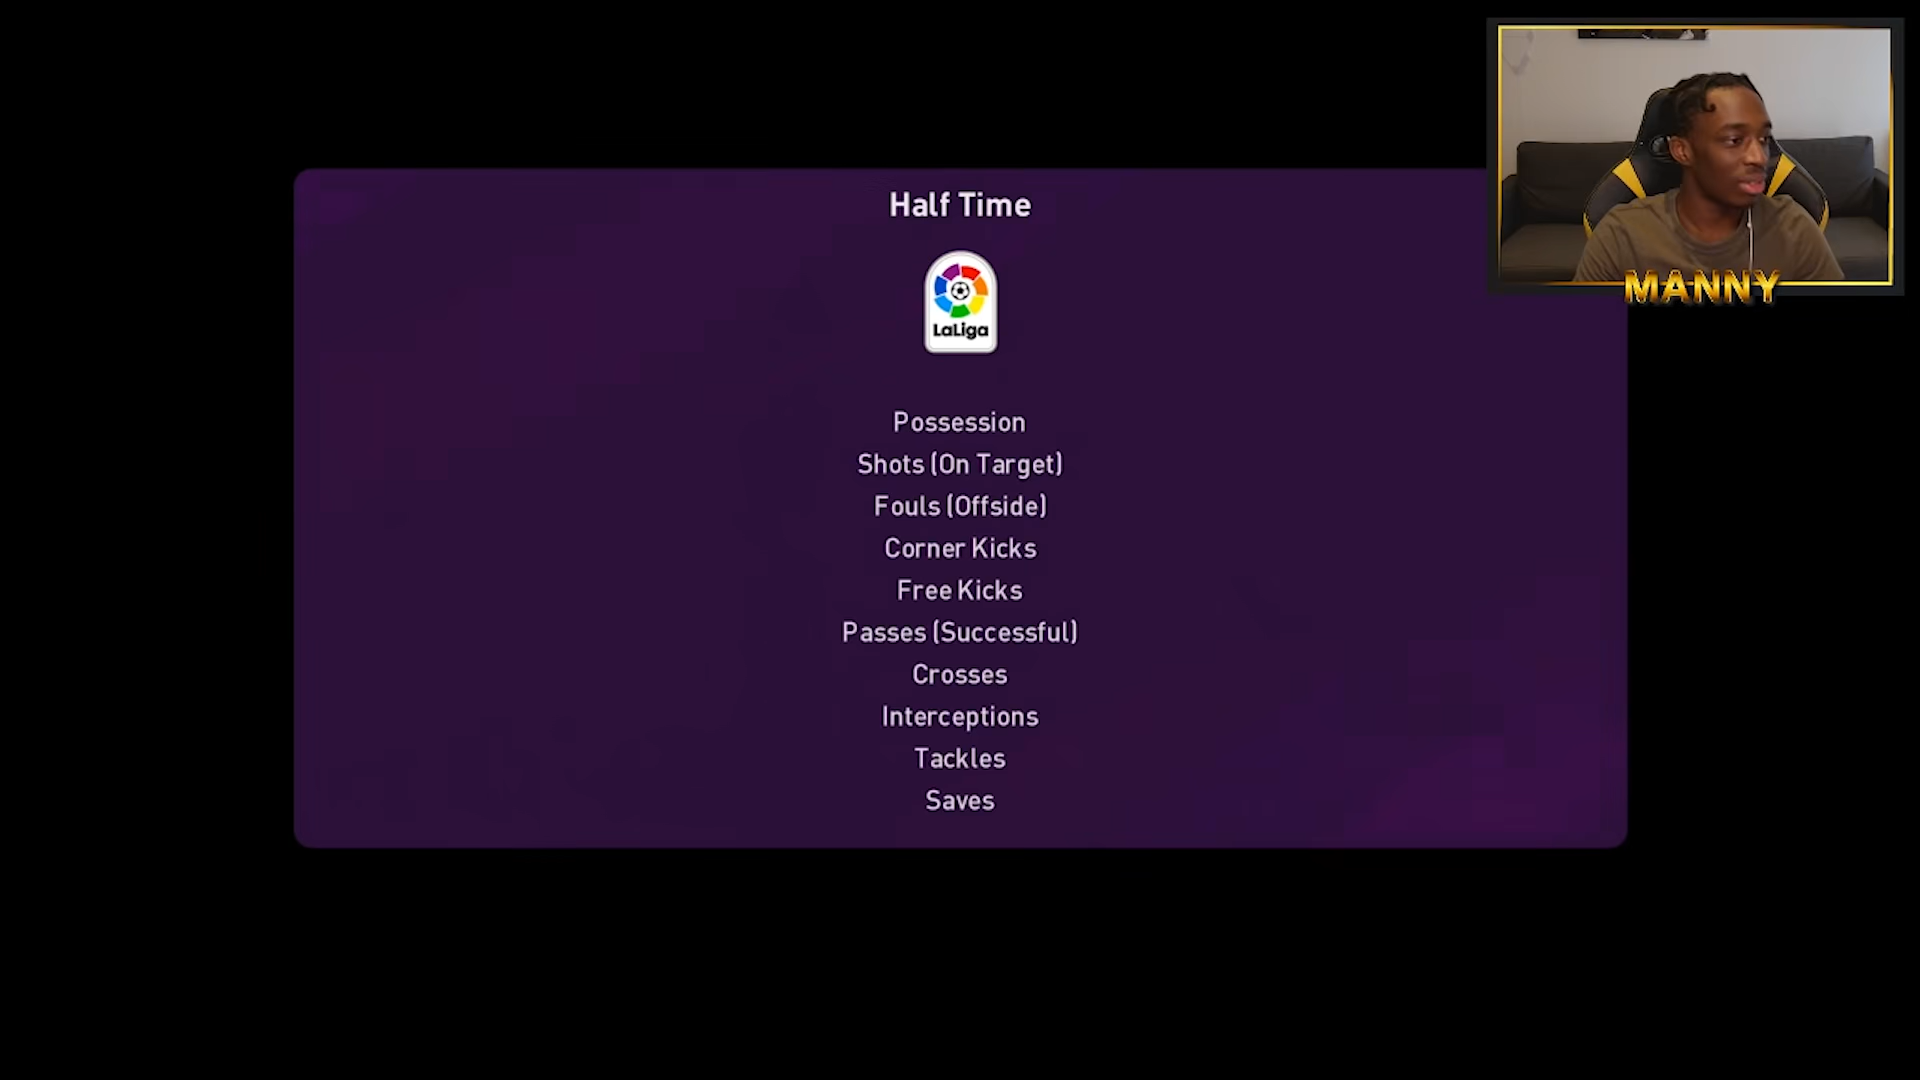 Half Time
LaLiga
MANNY
Possession
Shots (On Target)
Fouls (Offside)
Corner Kicks
Free Kicks
Passes (Successful)
Crosses
Interceptions
Tackles
Saves